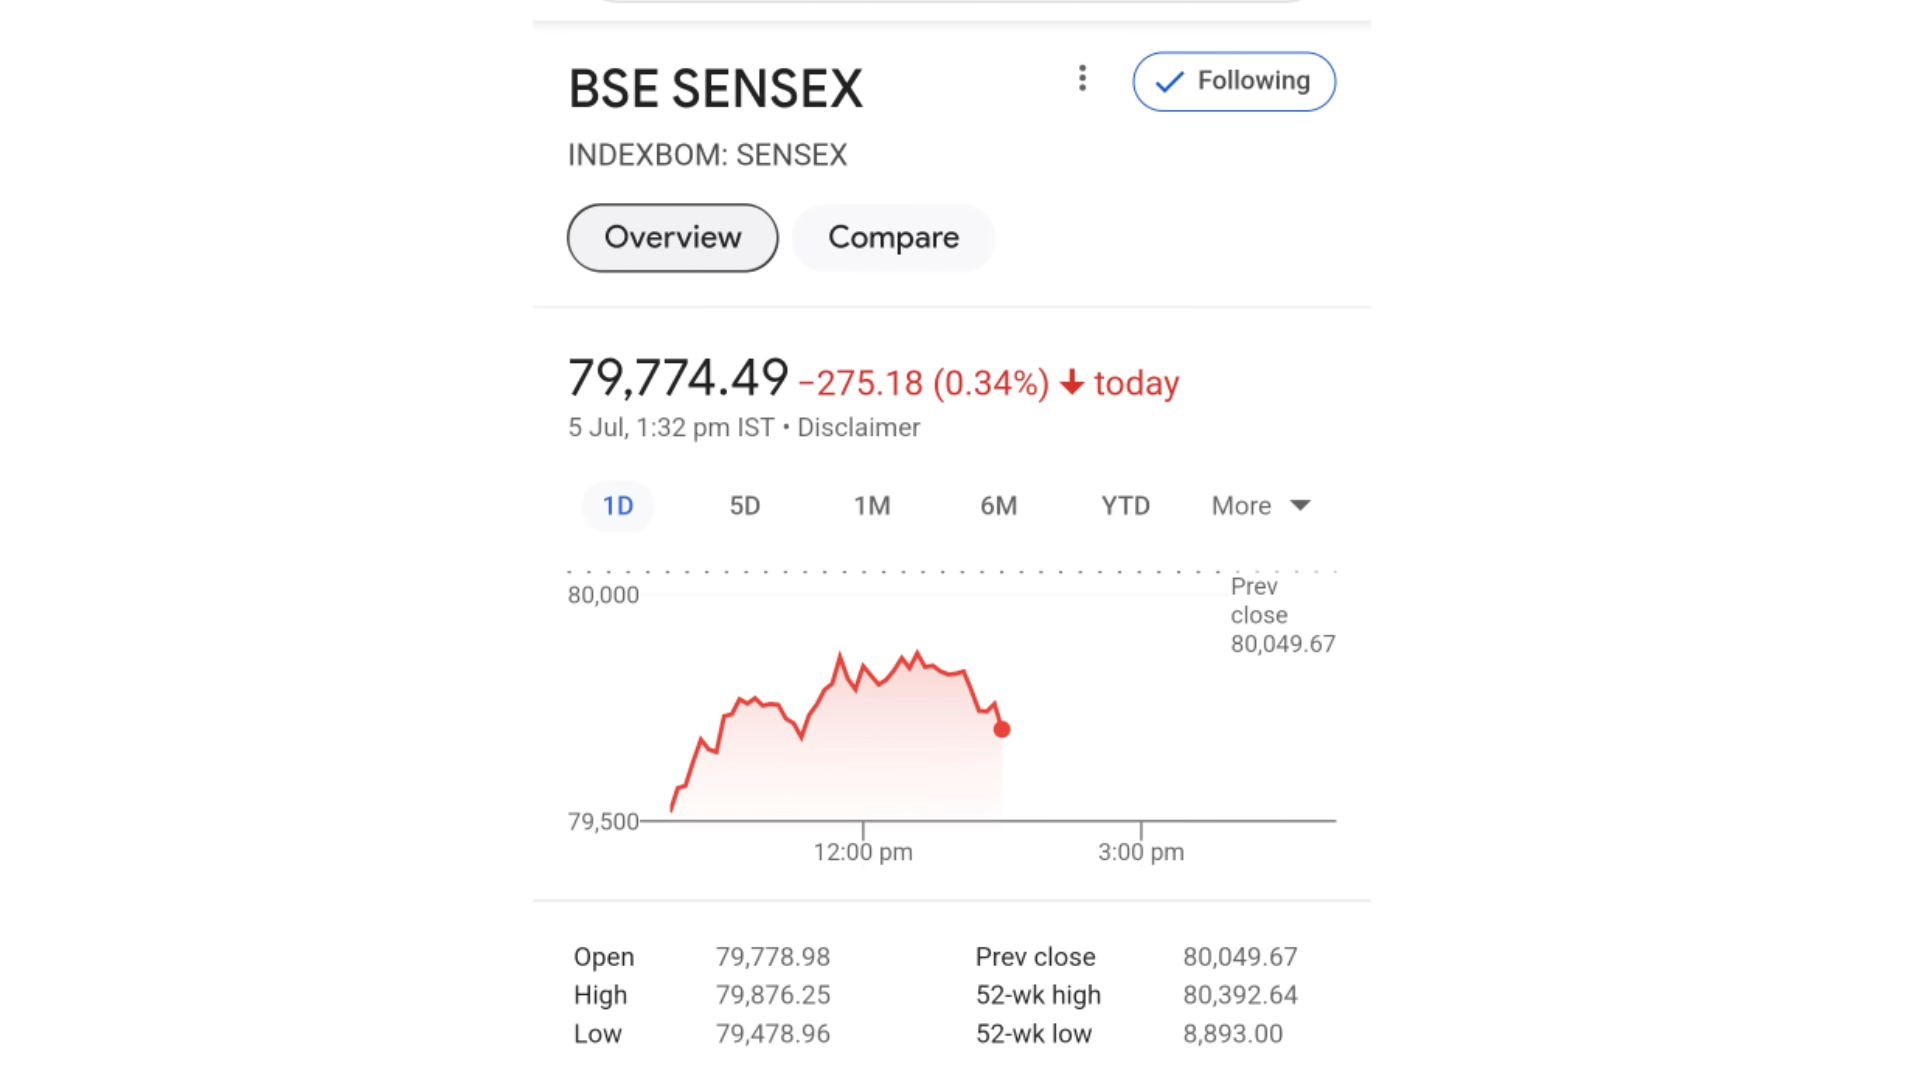 BSE SENSEX
Following
INDEXBOM: SENSEX
Overview Compare
79,774.49 −275.18 (0.34%) ↓ today
5 Jul, 1:32 pm IST • Disclaimer
1D 5D 1M 6M YTD More
80,000
Prev
close
80,049.67
79,500
12:00 pm 3:00 pm
Open 79,778.98 Prev close 80,049.67
High 79,876.25 52-wk high 80,392.64
Low 79,478.96 52-wk low 8,893.00